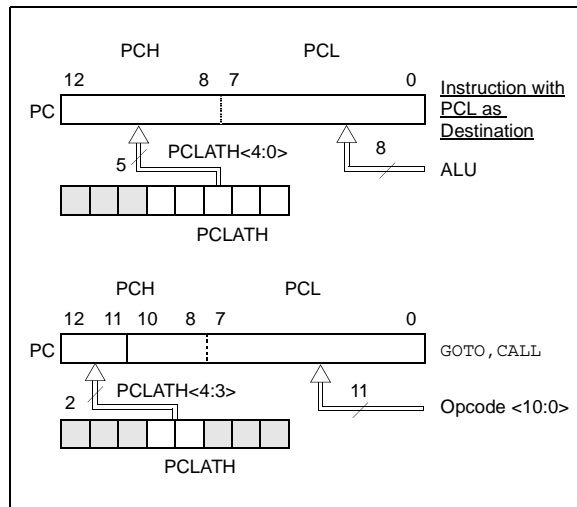 PCH PCL
12 8 7 0
Instruction with
PCL as
Destination
PC
5 PCLATH<4:0> 8
ALU
PCLATH
PCH PCL
12 11 10 8 7 0
PC GOTO,CALL
2 PCLATH<4:3> 11
Opcode <10:0>
PCLATH